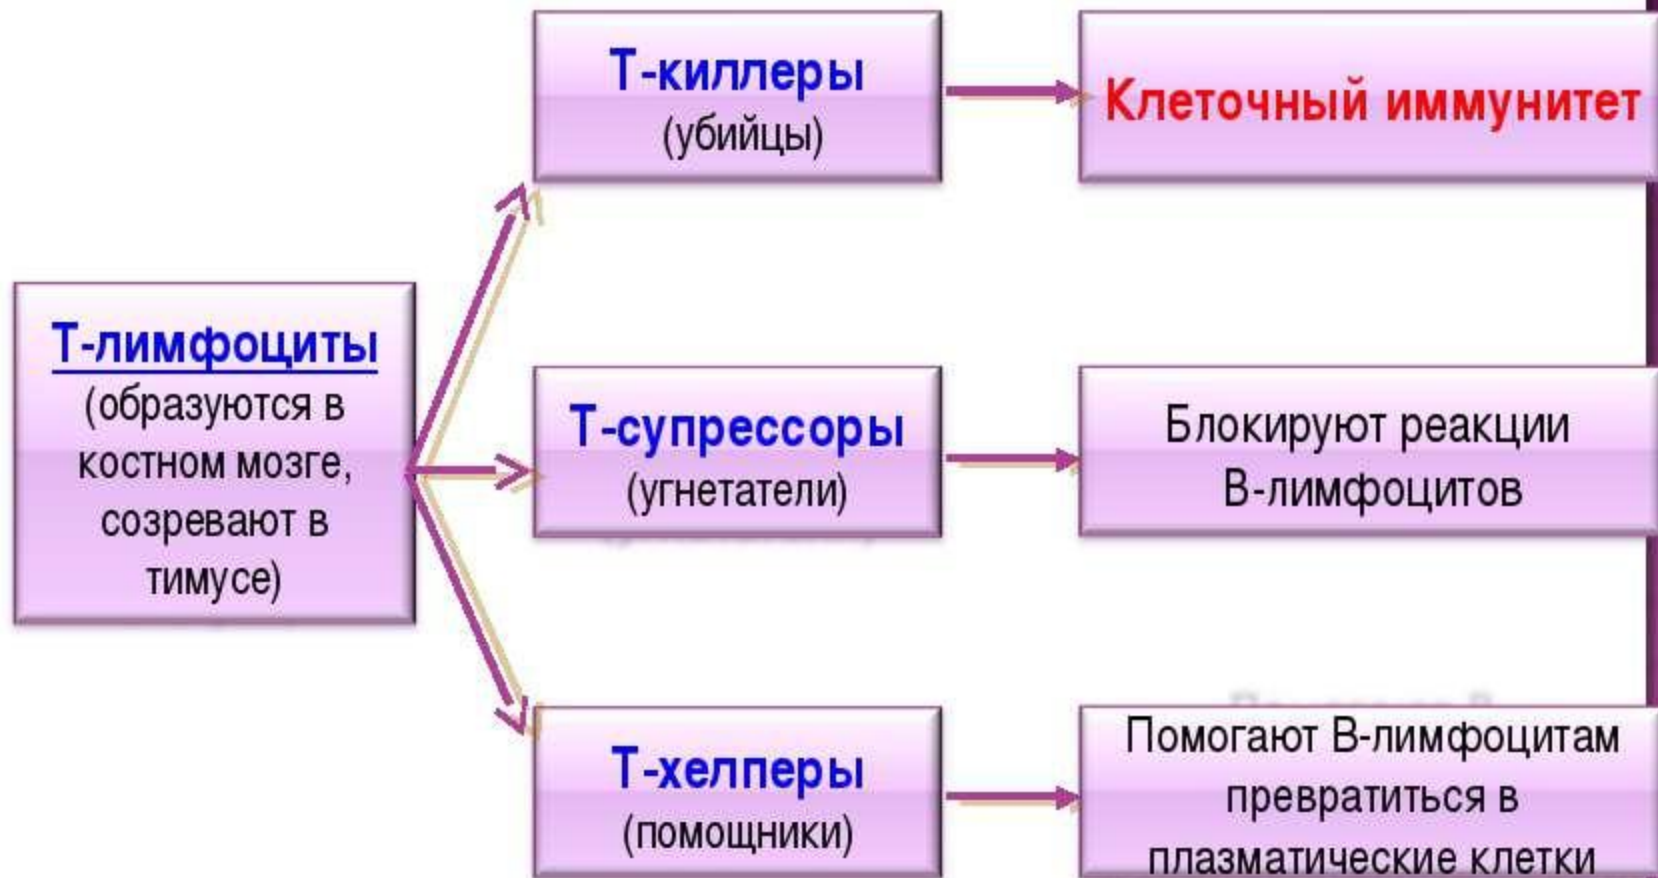 Т-киллеры
(убийцы)
Клеточный иммунитет
Т-лимфоциты
(образуются в
костном мозге,
созревают в
тимусе)
Т-супрессоры
(угнетатели)
Блокируют реакции
В-лимфоцитов
Т-хелперы
(помощники)
Помогают В-лимфоцитам
превратиться в
плазматические клетки